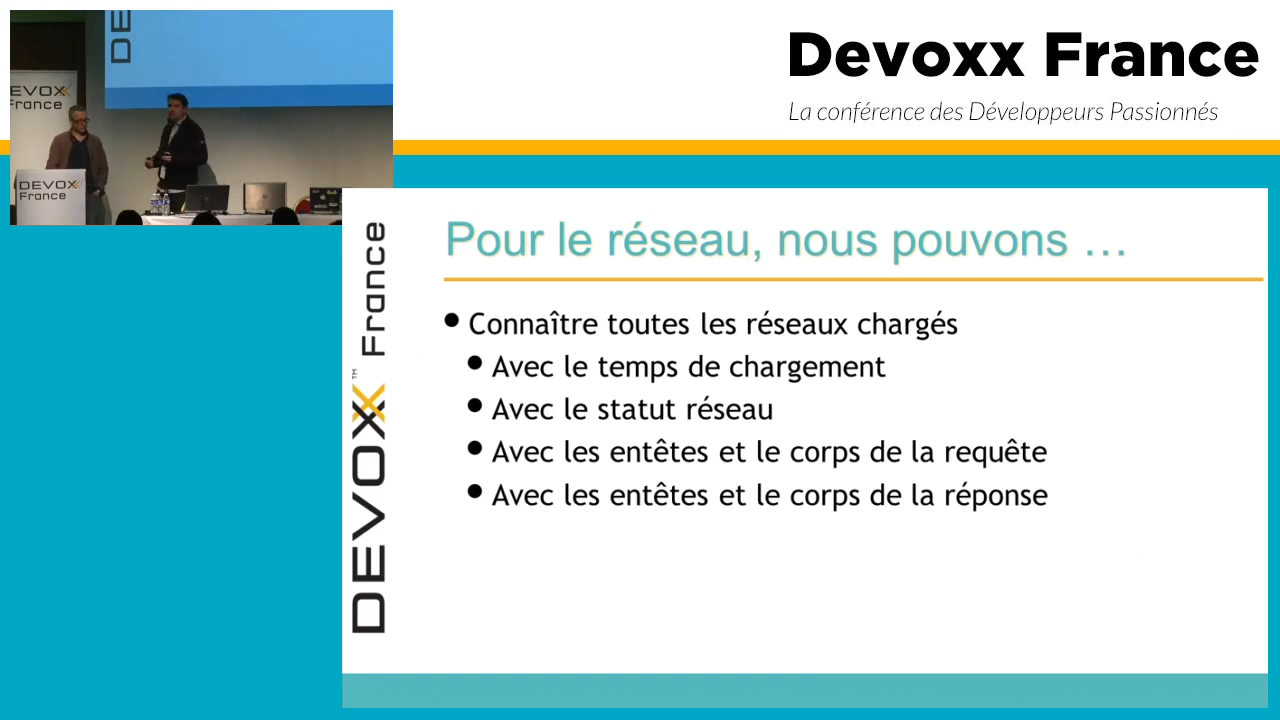 DE
DEVOXX
France
DEVOXX
France
Devoxx France
La conférence des Développeurs Passionnés
DEVOXX™ France
Pour le réseau, nous pouvons …
Connaître toutes les réseaux chargés
Avec le temps de chargement
Avec le statut réseau
Avec les entêtes et le corps de la requête
Avec les entêtes et le corps de la réponse